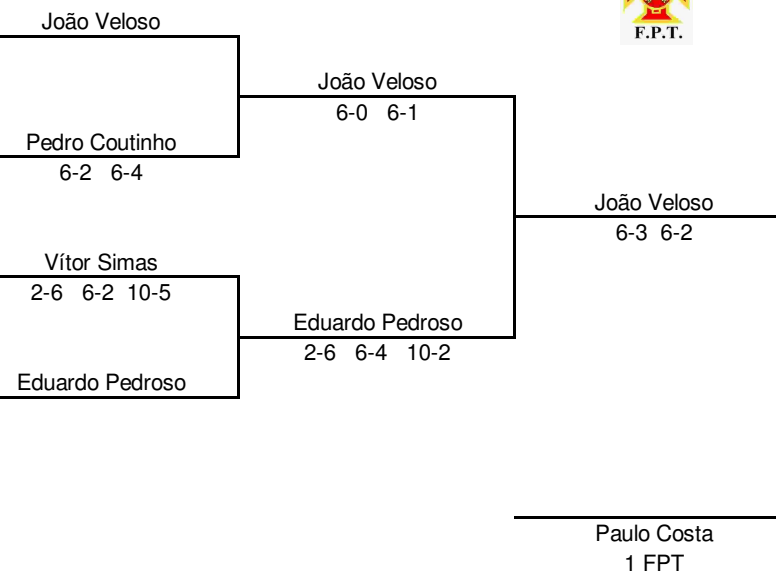 João Veloso
F.P.T.
João Veloso
6-0 6-1
Pedro Coutinho
6-2 6-4
João Veloso
6-3 6-2
Vítor Simas
2-6 6-2 10-5
Eduardo Pedroso
2-6 6-4 10-2
Eduardo Pedroso
Paulo Costa
1 FPT